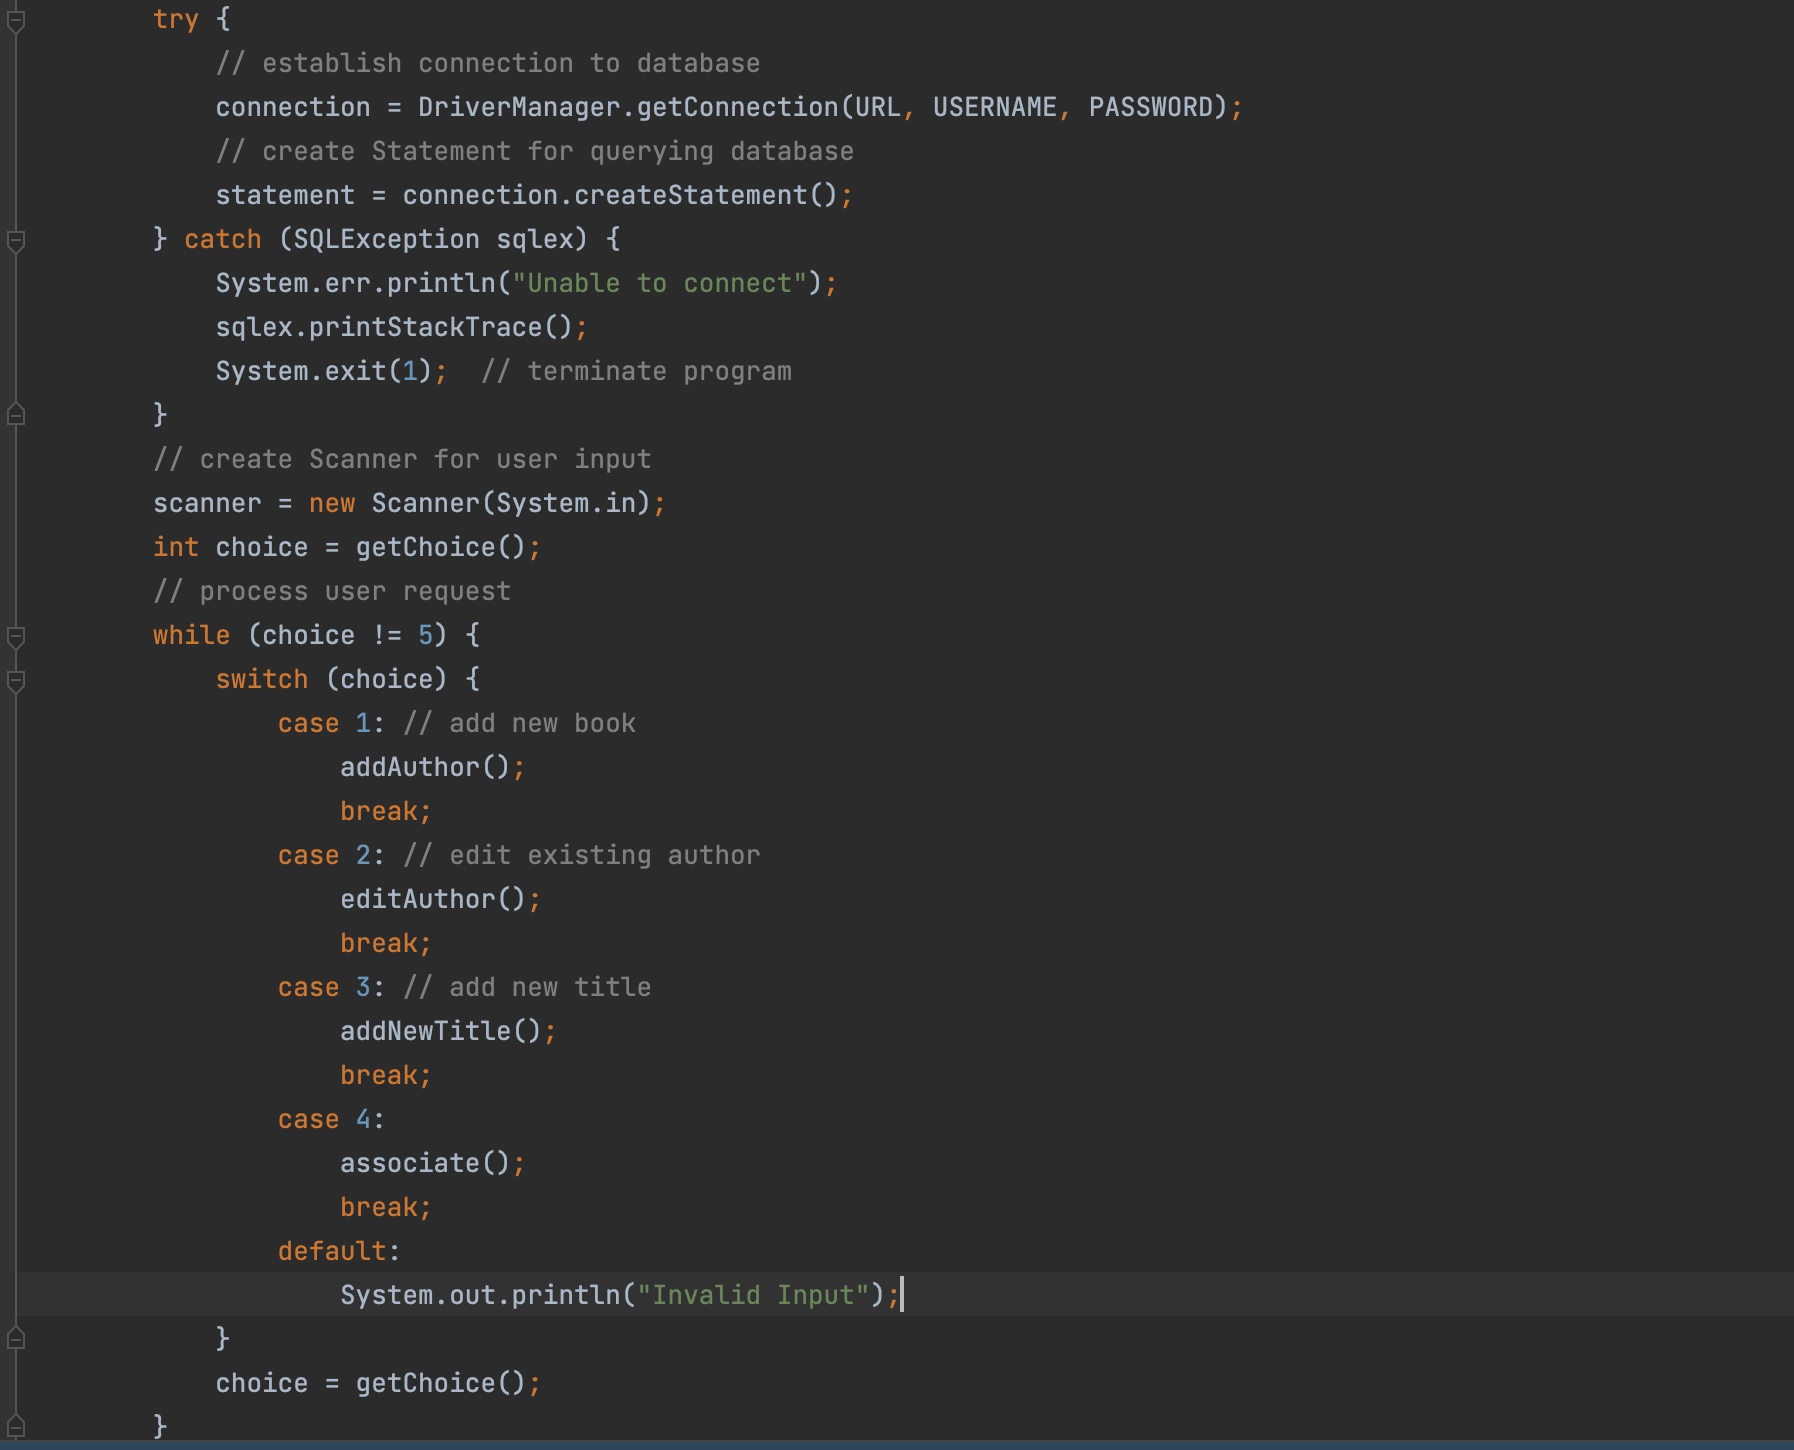 try {
// establish connection to database
connection = DriverManager.getConnection(URL, USERNAME, PASSWORD);
// create Statement for querying database
statement = connection.createStatement();
} catch (SQLException sqlex) {
System.err.println("Unable to connect");
sqlex.printStackTrace();
System.exit(1);  // terminate program
}
// create Scanner for user input
scanner = new Scanner(System.in);
int choice = getChoice();
// process user request
while (choice != 5) {
switch (choice) {
case 1: // add new book
addAuthor();
break;
case 2: // edit existing author
editAuthor();
break;
case 3: // add new title
addNewTitle();
break;
case 4:
associate();
break;
default:
System.out.println("Invalid Input");
}
choice = getChoice();
}